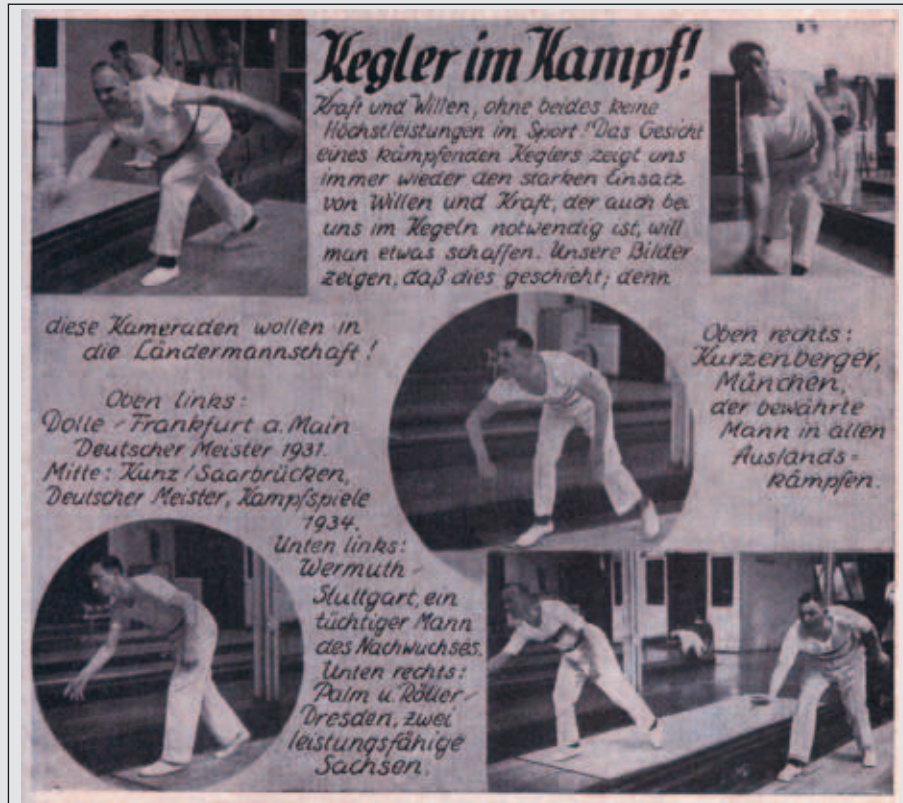 Kegler im Kampf!
Kraft und Willen, ohne beides keine
Höchstleistungen im Sport! Das Gesicht
eines kämpfenden Keglers zeigt uns
immer wieder den starken Einsatz
von Willen und Kraft, der auch bei
uns im Kegeln notwendig ist, will
man etwas schaffen. Unsere Bilder
zeigen, daß dies geschieht; denn
diese Kameraden wollen in
die Ländermannschaft!
Oben links:
Dolle - Frankfurt a. Main
Deutscher Meister 1931.
Mitte: Kunz / Saarbrücken,
Deutscher Meister, Kampfspiele
1934.
Unten links:
Wermuth -
Stuttgart, ein
tüchtiger Mann
des Nachwuchses.
Unten rechts:
Palm u. Röller -
Dresden, zwei
leistungsfähige
Sachsen.
Oben rechts:
Kurzenberger,
München,
der bewährte
Mann in allen
Auslands=
kämpfen.